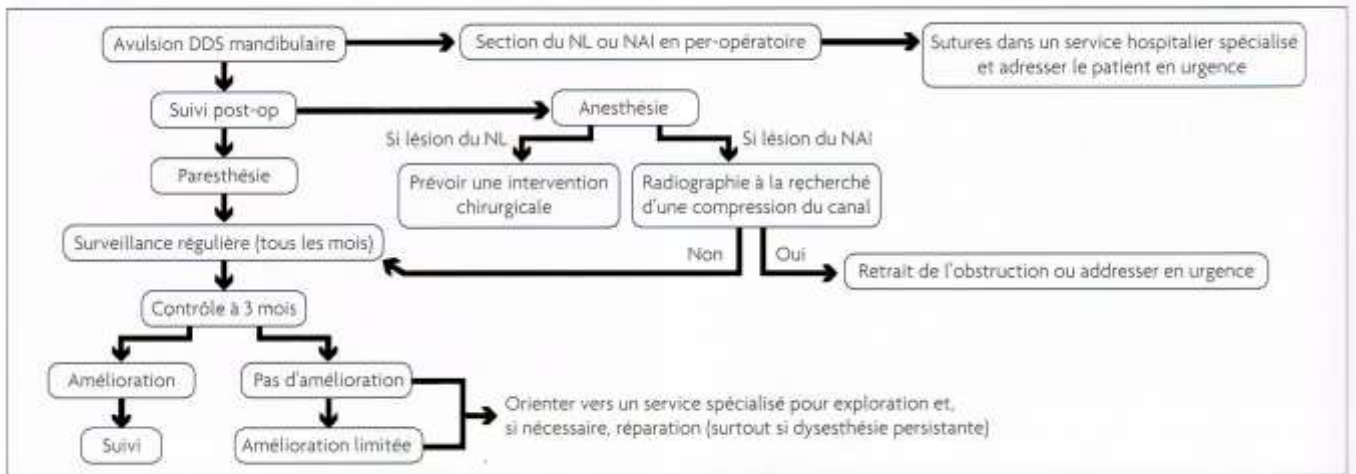 Avulsion DDS mandibulaire
Section du NL ou NAI en per-opératoire
Sutures dans un service hospitalier spécialisé
et adresser le patient en urgence
Suivi post-op
Anesthésie
Si lésion du NL
Si lésion du NAI
Paresthésie
Prévoir une intervention
chirurgicale
Radiographie à la recherché
d'une compression du canal
Surveillance régulière (tous les mois)
Non
Oui
Retrait de l'obstruction ou addresser en urgence
Contrôle à 3 mois
Amélioration
Pas d'amélioration
Orienter vers un service spécialisé pour exploration et,
si nécessaire, réparation (surtout si dysesthésie persistante)
Suivi
Amélioration limitée